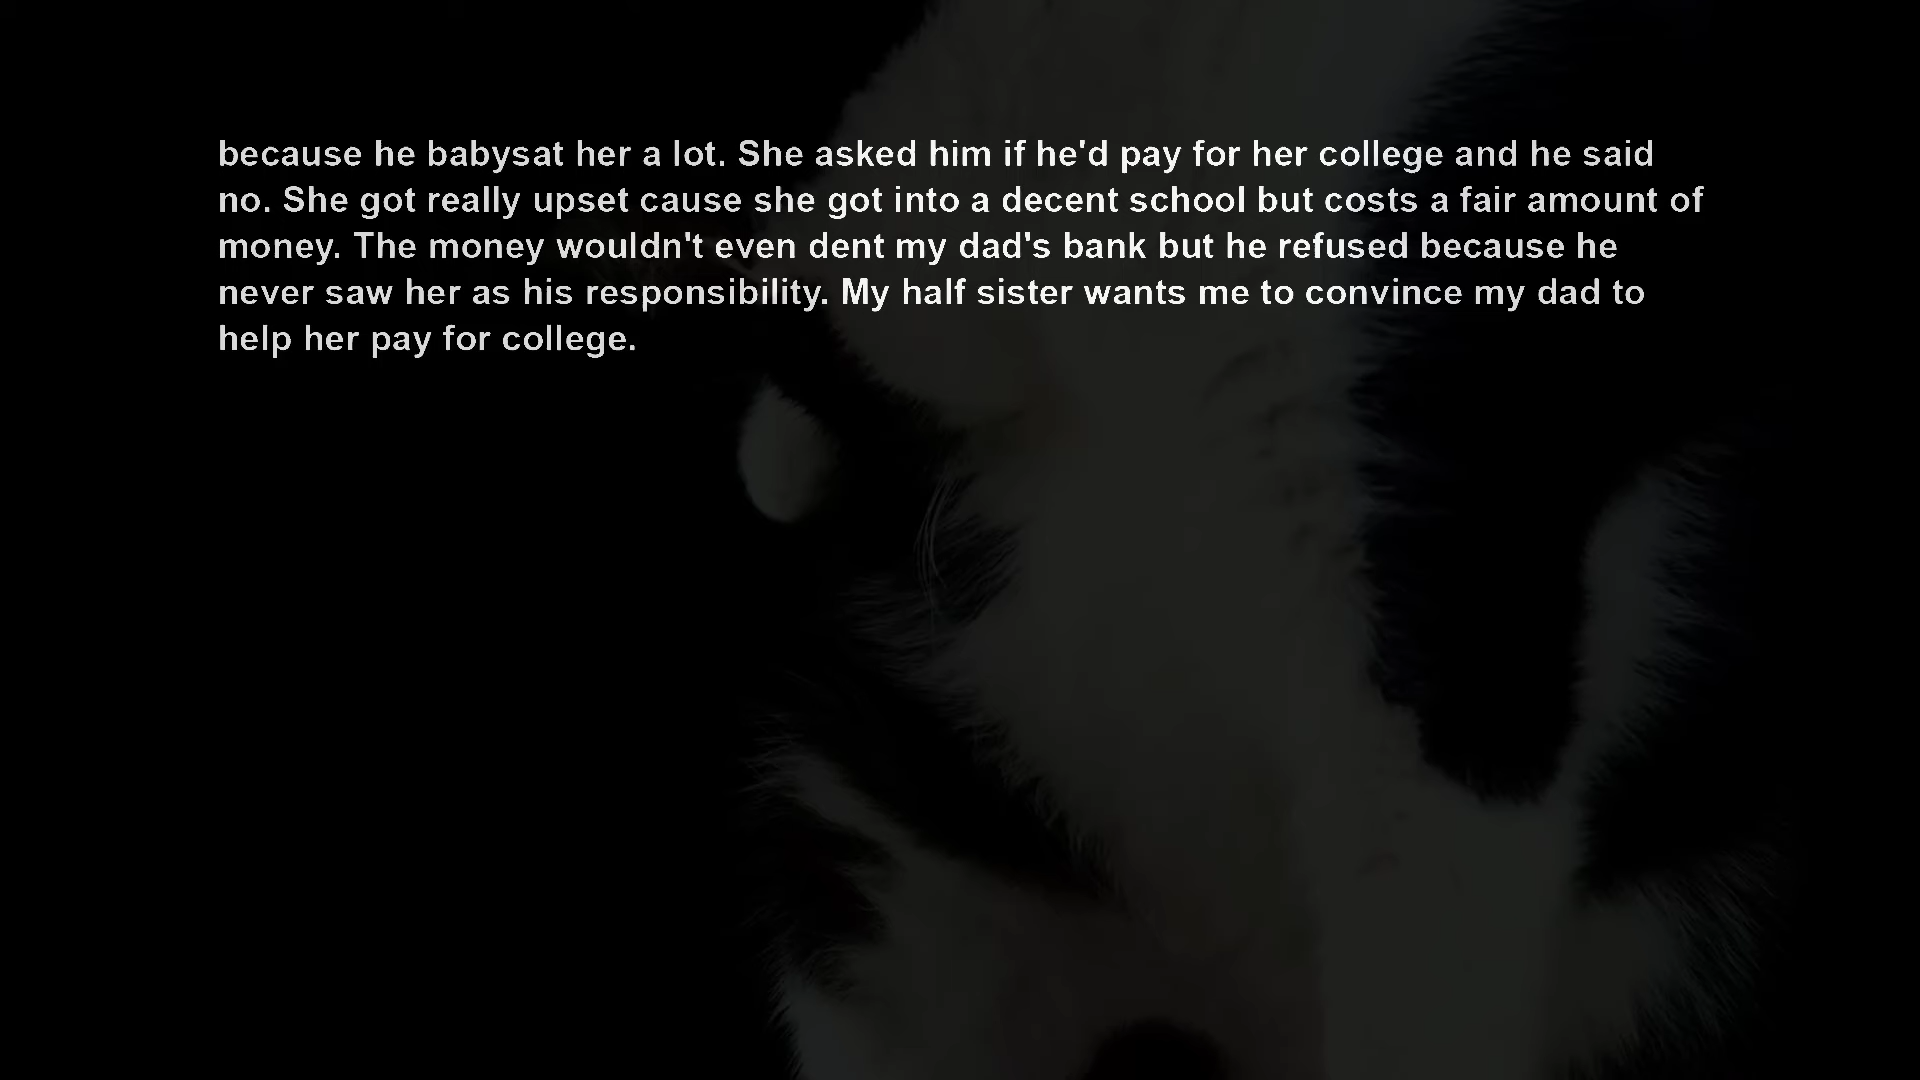 because he babysat her a lot. She asked him if he'd pay for her college and he said
no. She got really upset cause she got into a decent school but costs a fair amount of
money. The money wouldn't even dent my dad's bank but he refused because he
never saw her as his responsibility. My half sister wants me to convince my dad to
help her pay for college.